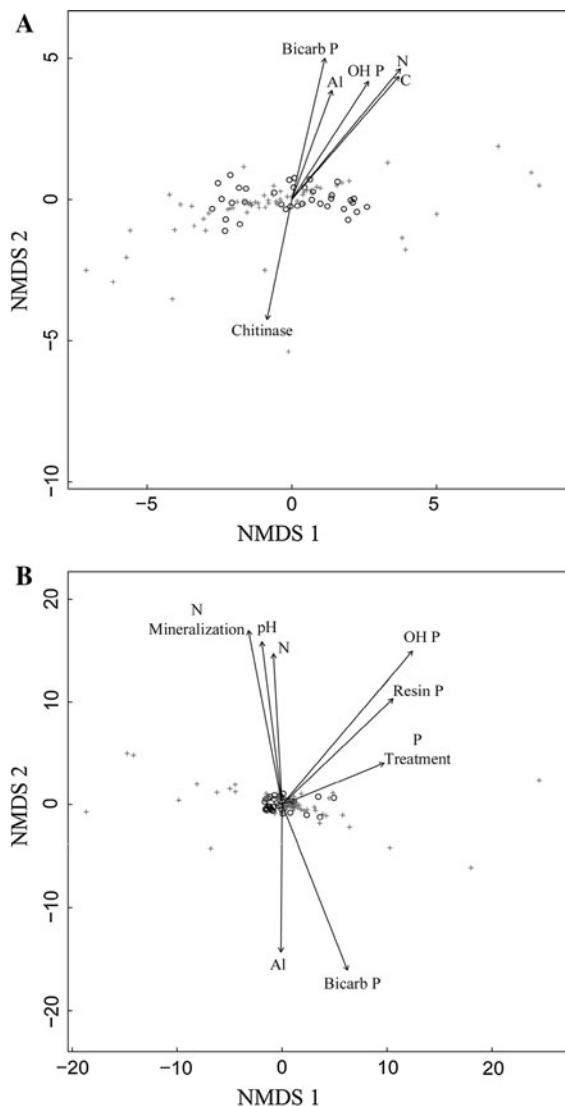 A
5
0
−5
−10
NMDS 2
Bicarb P
Al
OH P
N
C
Chitinase
−5
0
5
NMDS 1
B
20
10
0
−10
−20
NMDS 2
N
Mineralization
pH
N
OH P
Resin P
P
Treatment
Al
Bicarb P
−20
−10
0
10
20
NMDS 1